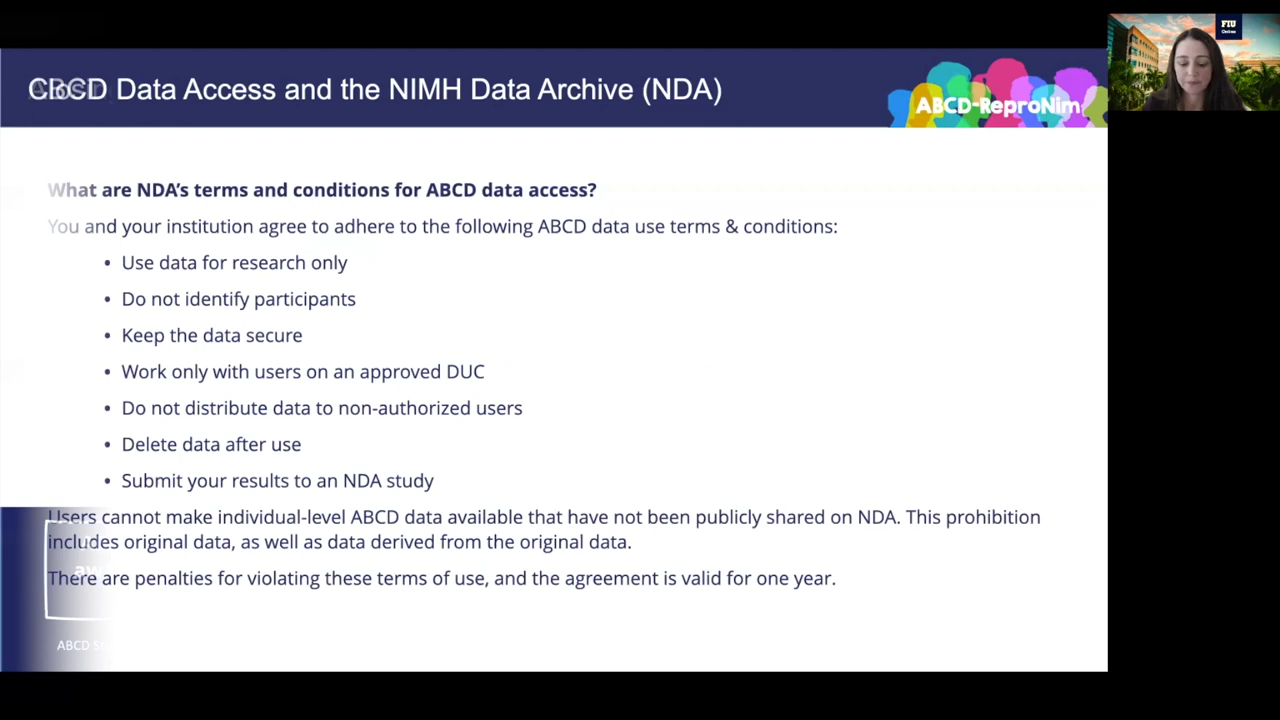 ABCD Data Access and the NIMH Data Archive (NDA)
ABCD-ReproNim
FIU
Online
What are NDA’s terms and conditions for ABCD data access?
You and your institution agree to adhere to the following ABCD data use terms & conditions:
• Use data for research only
• Do not identify participants
• Keep the data secure
• Work only with users on an approved DUC
• Do not distribute data to non-authorized users
• Delete data after use
• Submit your results to an NDA study
Users cannot make individual-level ABCD data available that have not been publicly shared on NDA. This prohibition
includes original data, as well as data derived from the original data.
There are penalties for violating these terms of use, and the agreement is valid for one year.
ABCD